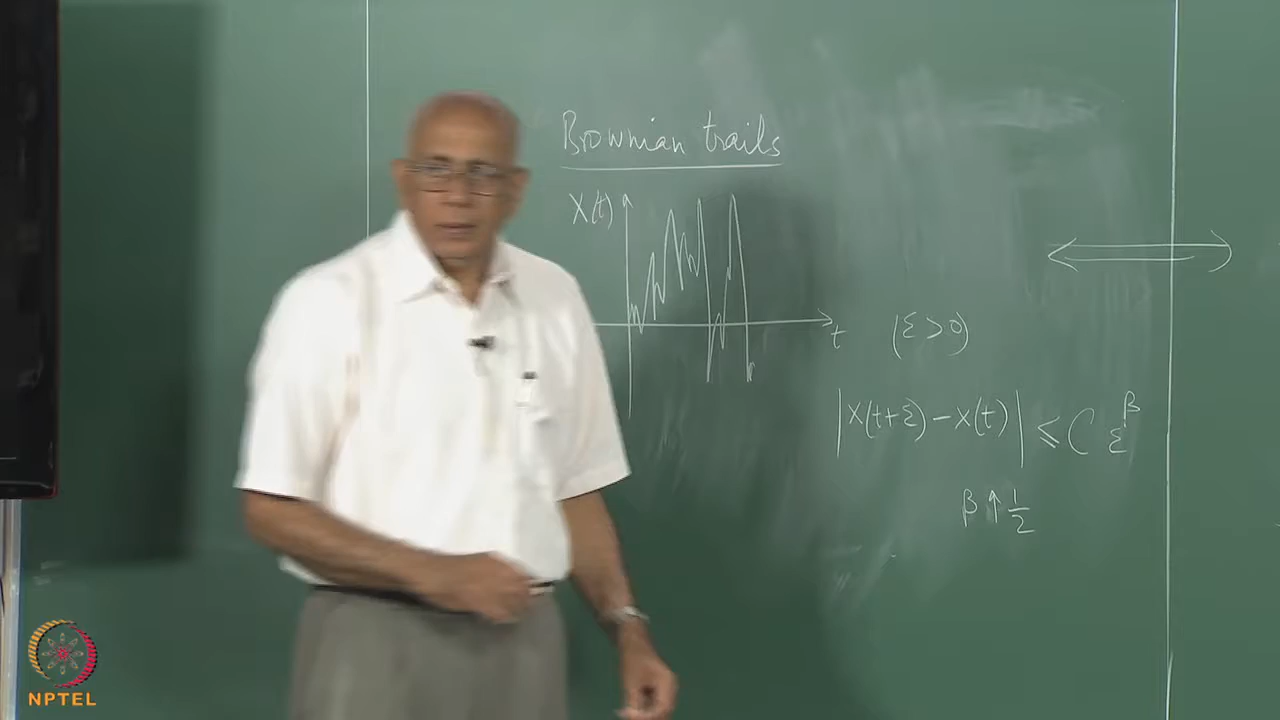 Brownian trails
X(t)
t (ε > 0)
|X(t+ε) − X(t)| ≤ C ε^β
β ↑ 1/2
NPTEL